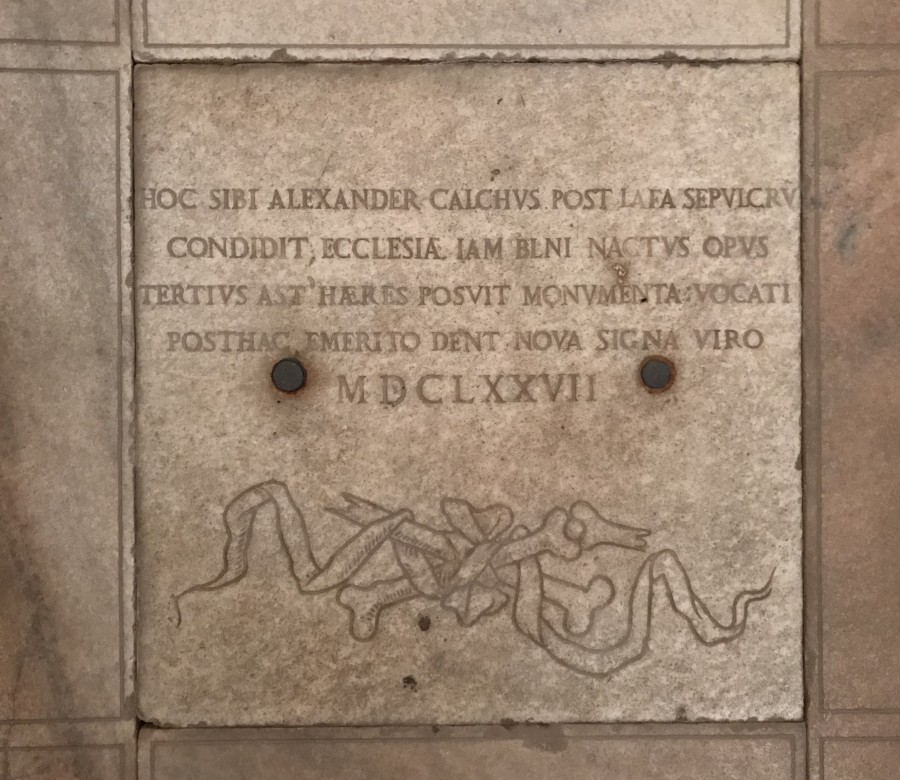 HOC SIBI ALEXANDER CALCHVS POST LAFA SEPVLCRV
CONDIDIT, ECCLESIÆ IAM BLNI NACTVS OPVS
TERTIVS AST HÆRES POSVIT MONVMENTA: VOCATI
POSTHAC EMERITO DENT NOVA SIGNA VIRO
MDCLXXVII